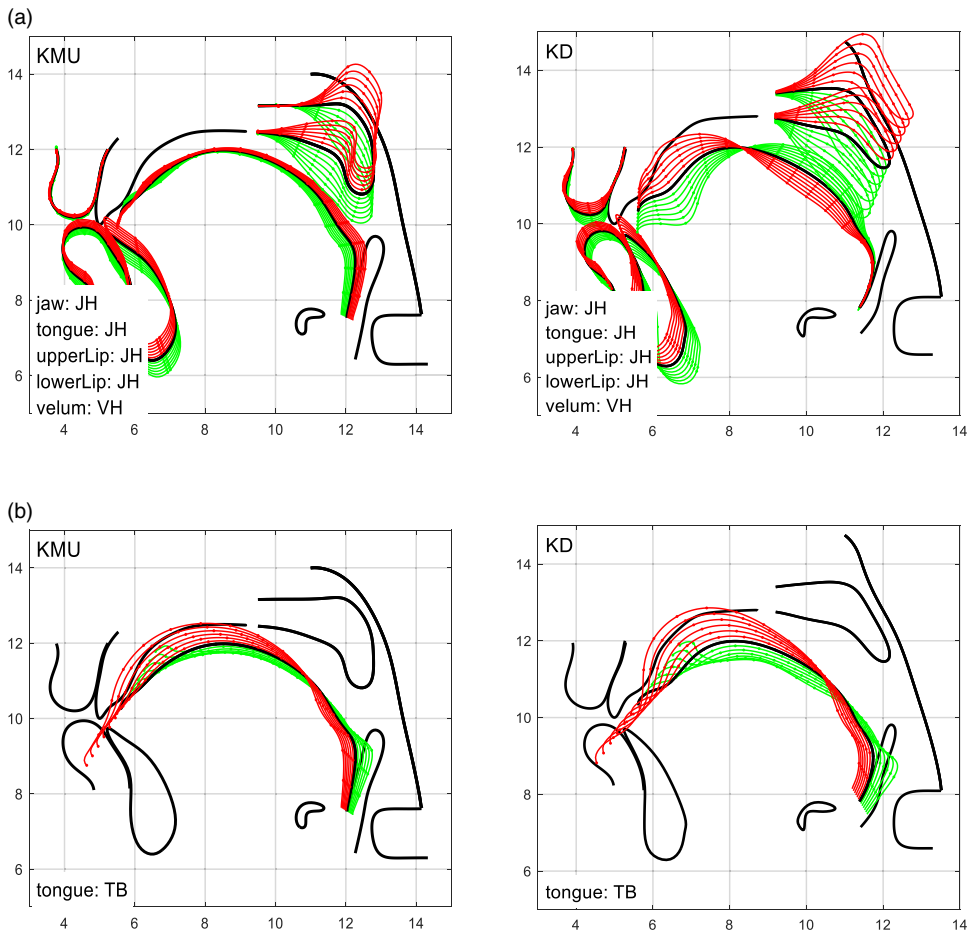 (a)
KMU
14
12
10
8
6
jaw: JH
tongue: JH
upperLip: JH
lowerLip: JH
velum: VH
4 6 8 10 12 14
KD
14
12
10
8
6
jaw: JH
tongue: JH
upperLip: JH
lowerLip: JH
velum: VH
4 6 8 10 12 14
(b)
KMU
14
12
10
8
6
tongue: TB
4 6 8 10 12 14
KD
14
12
10
8
6
tongue: TB
4 6 8 10 12 14